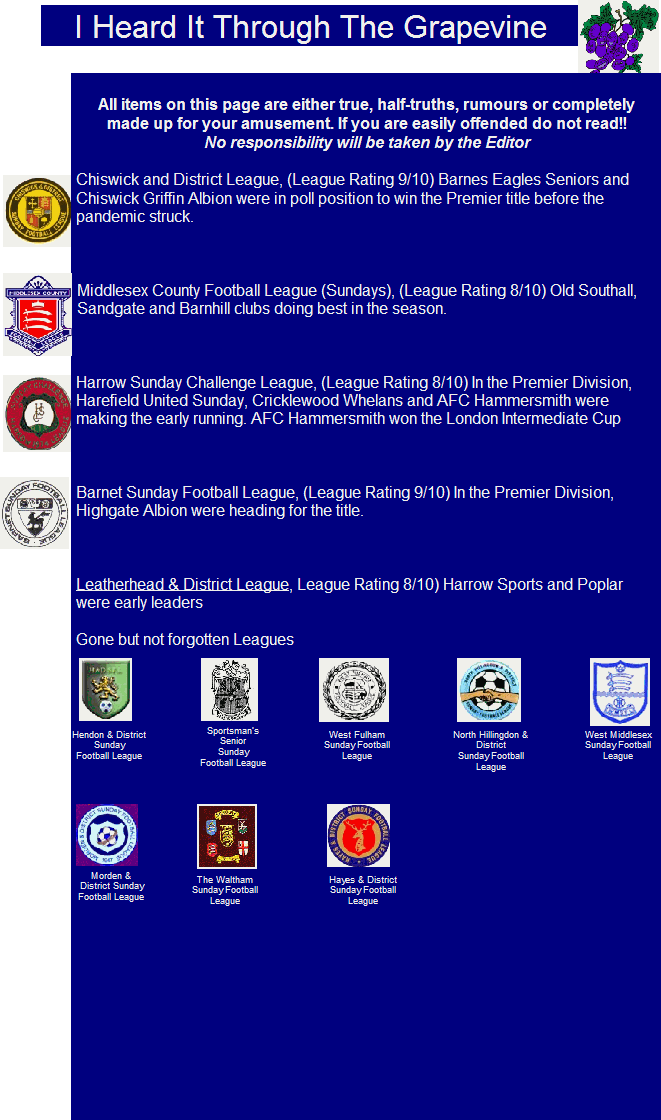 I Heard It Through The Grapevine
All items on this page are either true, half-truths, rumours or completely
made up for your amusement. If you are easily offended do not read!!
No responsibility will be taken by the Editor
Chiswick and District League, (League Rating 9/10) Barnes Eagles Seniors and
Chiswick Griffin Albion were in poll position to win the Premier title before the
pandemic struck.
MIDDLESEX COUNTY
Middlesex County Football League (Sundays), (League Rating 8/10) Old Southall,
Sandgate and Barnhill clubs doing best in the season.
Harrow Sunday Challenge League, (League Rating 8/10) In the Premier Division,
Harefield United Sunday, Cricklewood Whelans and AFC Hammersmith were
making the early running. AFC Hammersmith won the London Intermediate Cup
BARNET SUNDAY FOOTBALL LEAGUE
Barnet Sunday Football League, (League Rating 9/10) In the Premier Division,
Highgate Albion were heading for the title.
Leatherhead & District League, League Rating 8/10) Harrow Sports and Poplar
were early leaders
Gone but not forgotten Leagues
Hendon & District
Sunday
Football League
Sportsman's
Senior
Sunday
Football League
West Fulham
Sunday Football
League
North Hillingdon &
District
Sunday Football
League
West Middlesex
Sunday Football
League
Morden &
District Sunday
Football League
The Waltham
Sunday Football
League
Hayes & District
Sunday Football
League